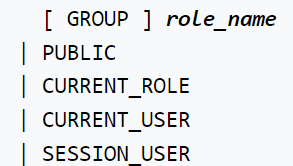 [ GROUP ] role_name
| PUBLIC
| CURRENT_ROLE
| CURRENT_USER
| SESSION_USER